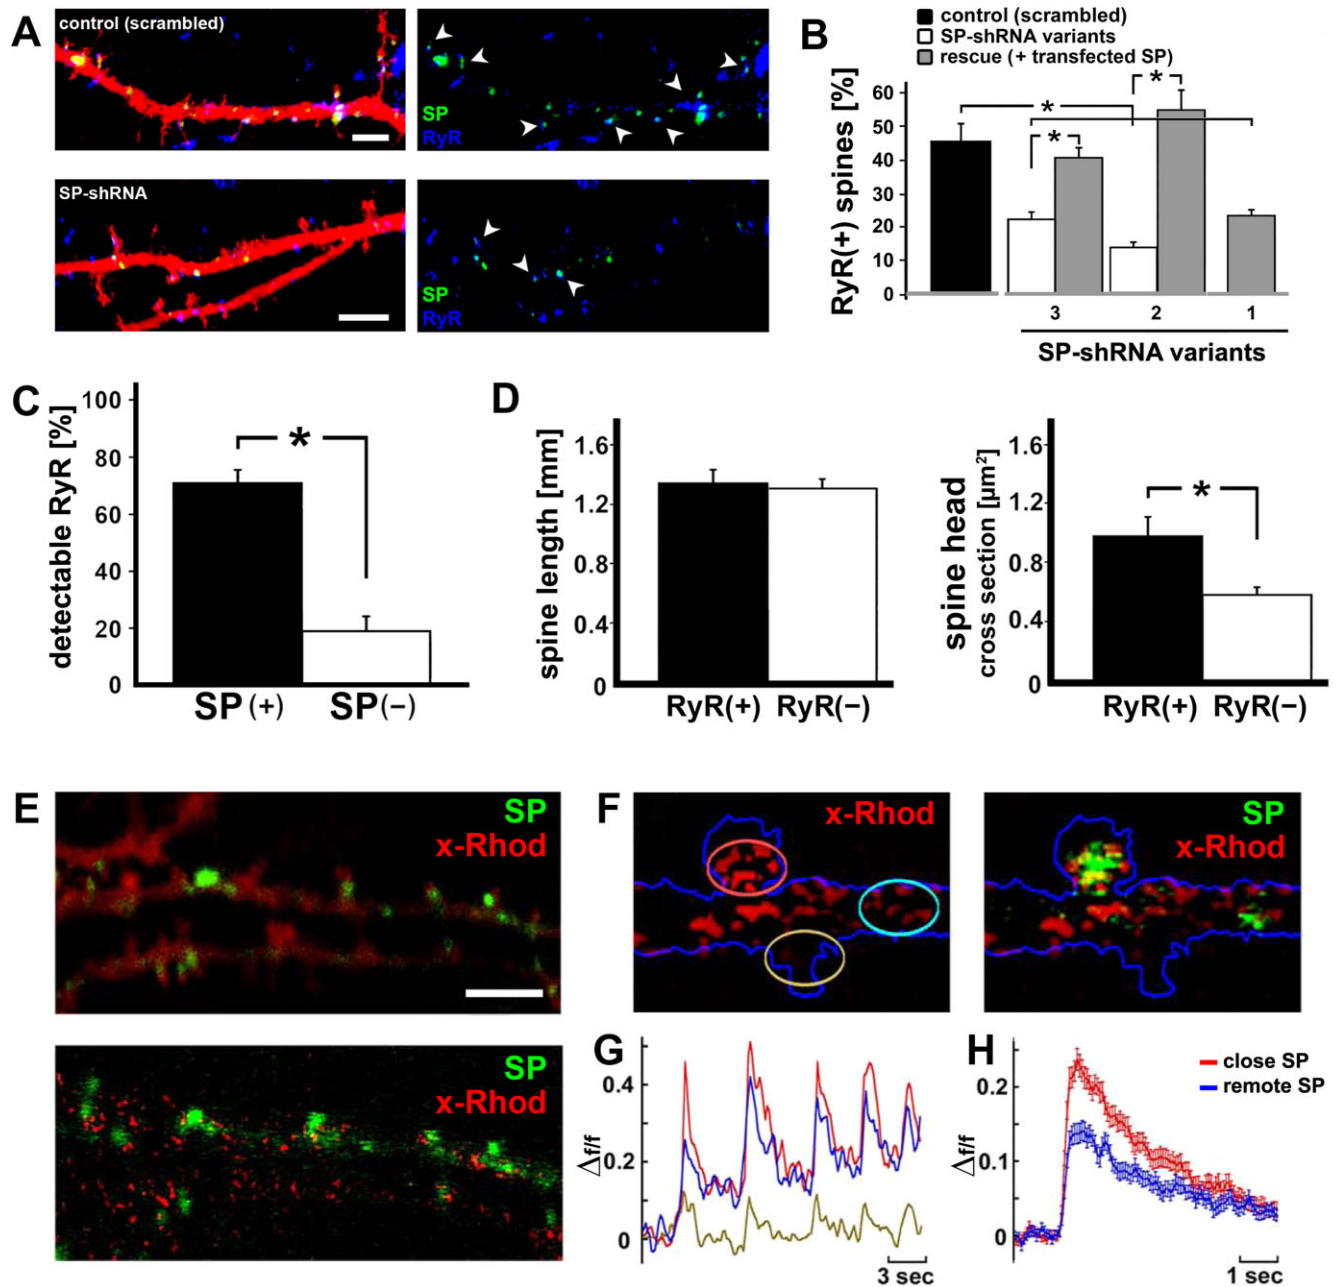 A
control (scrambled)
SP
RyR
SP-shRNA
SP
RyR
B
control (scrambled)
SP-shRNA variants
rescue (+ transfected SP)
RyR(+) spines [%]
60
50
40
30
20
10
0
*
*
*
3 2 1
SP-shRNA variants
C
detectable RyR [%]
100
80
60
40
20
0
*
SP (+) SP (−)
D
spine length [mm]
1.6
1.2
0.8
0.4
0
RyR(+) RyR(−)
spine head
cross section [µm²]
1.6
1.2
0.8
0.4
0
*
RyR(+) RyR(−)
E
SP
x-Rhod
SP
x-Rhod
F
x-Rhod
SP
x-Rhod
G
Δf/f
0.4
0.2
0
3 sec
H
close SP
remote SP
Δf/f
0.2
0.1
0
1 sec